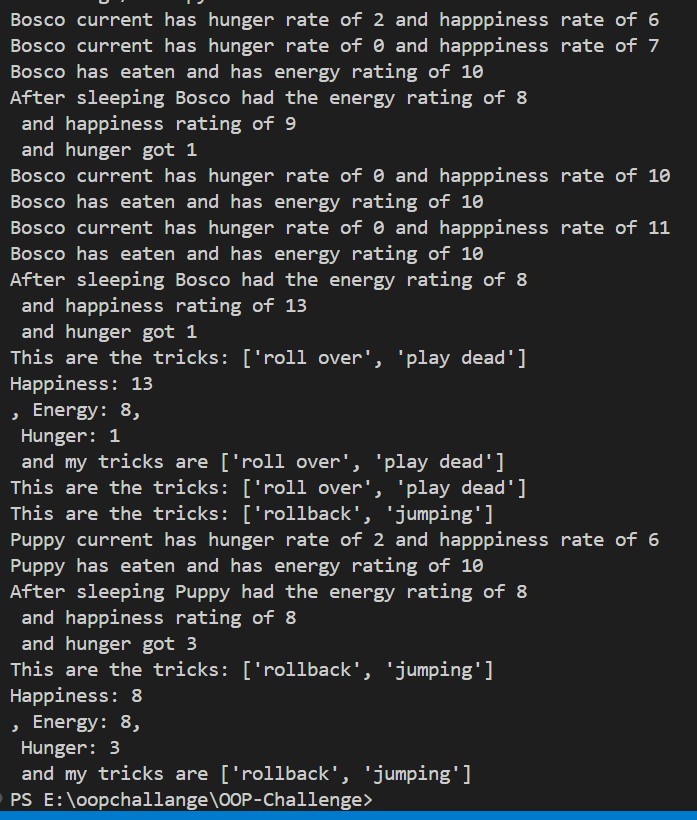 Bosco current has hunger rate of 2 and happpiness rate of 6
Bosco current has hunger rate of 0 and happpiness rate of 7
Bosco has eaten and has energy rating of 10
After sleeping Bosco had the energy rating of 8
 and happiness rating of 9
 and hunger got 1
Bosco current has hunger rate of 0 and happpiness rate of 10
Bosco has eaten and has energy rating of 10
Bosco current has hunger rate of 0 and happpiness rate of 11
Bosco has eaten and has energy rating of 10
After sleeping Bosco had the energy rating of 8
 and happiness rating of 13
 and hunger got 1
This are the tricks: ['roll over', 'play dead']
Happiness: 13
, Energy: 8,
 Hunger: 1
 and my tricks are ['roll over', 'play dead']
This are the tricks: ['roll over', 'play dead']
This are the tricks: ['rollback', 'jumping']
Puppy current has hunger rate of 2 and happpiness rate of 6
Puppy has eaten and has energy rating of 10
After sleeping Puppy had the energy rating of 8
 and happiness rating of 8
 and hunger got 3
This are the tricks: ['rollback', 'jumping']
Happiness: 8
, Energy: 8,
 Hunger: 3
 and my tricks are ['rollback', 'jumping']
PS E:\oopchallange\OOP-Challenge>